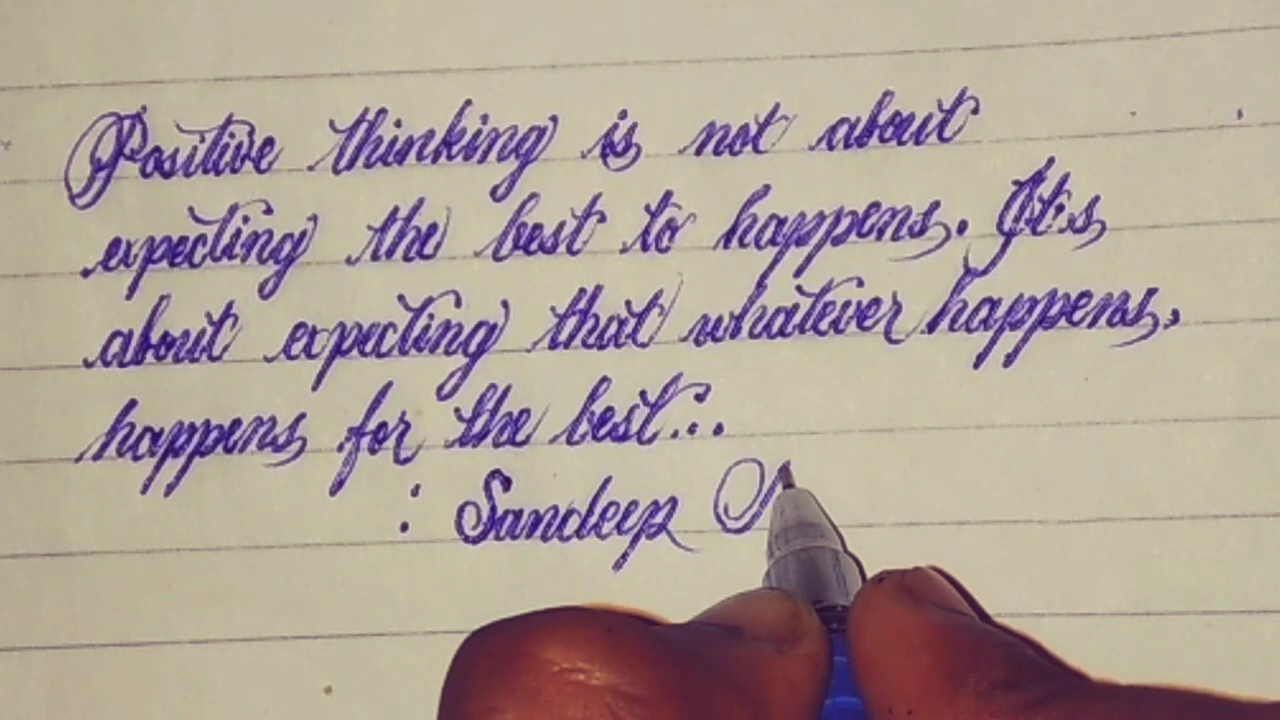 Positive thinking is not about
expecting the best to happens. It's
about expecting that whatever happens,
happens for the best...
: Sandeep